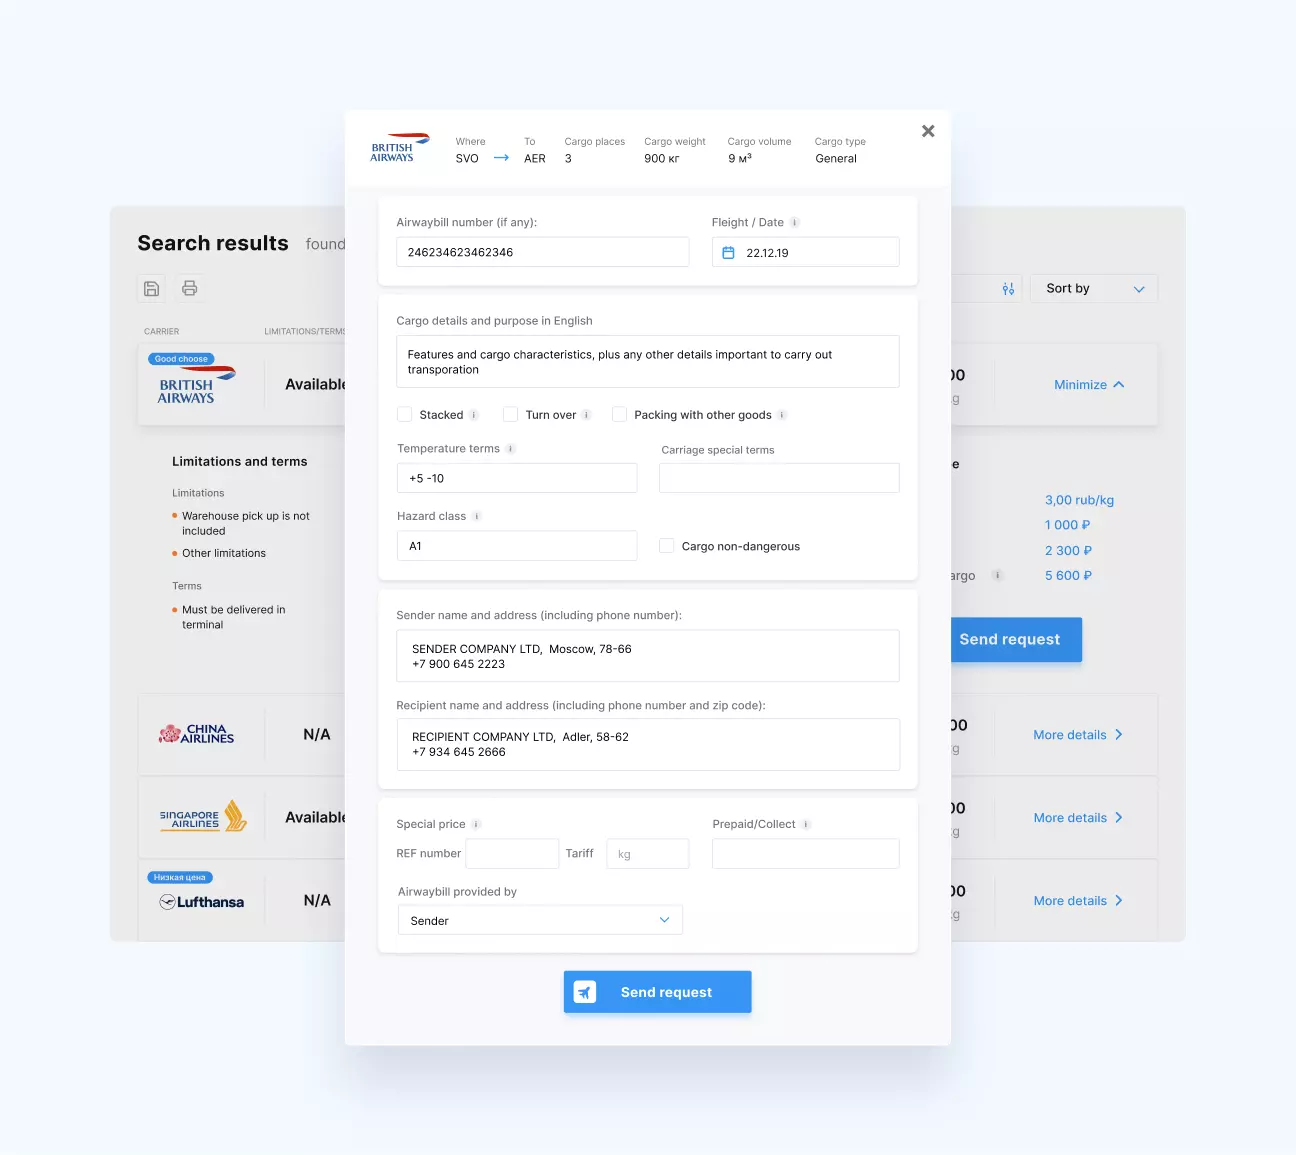 BRITISH AIRWAYS
Where
SVO
To
AER
Cargo places
3
Cargo weight
900 кг
Cargo volume
9 м³
Cargo type
General
Airwaybill number (if any):
246234623462346
Fleight / Date
22.12.19
Cargo details and purpose in English
Features and cargo characteristics, plus any other details important to carry out
transporation
Stacked
Turn over
Packing with other goods
Temperature terms
+5 -10
Carriage special terms
Hazard class
A1
Cargo non-dangerous
Sender name and address (including phone number):
SENDER COMPANY LTD, Moscow, 78-66
+7 900 645 2223
Recipient name and address (including phone number and zip code):
RECIPIENT COMPANY LTD, Adler, 58-62
+7 934 645 2666
Special price
REF number
Tariff
kg
Prepaid/Collect
Airwaybill provided by
Sender
Send request
Search results found
CARRIER
LIMITATIONS/TERMS
Good choose
BRITISH
AIRWAYS
Available
Limitations and terms
Limitations
Warehouse pick up is not
included
Other limitations
Terms
Must be delivered in
terminal
CHINA
AIRLINES
N/A
SINGAPORE
AIRLINES
Available
Низкая цена
Lufthansa
N/A
Sort by
00
g
Minimize
e
3,00 rub/kg
1 000 ₽
2 300 ₽
argo
5 600 ₽
Send request
00
g
More details
00
g
More details
00
g
More details